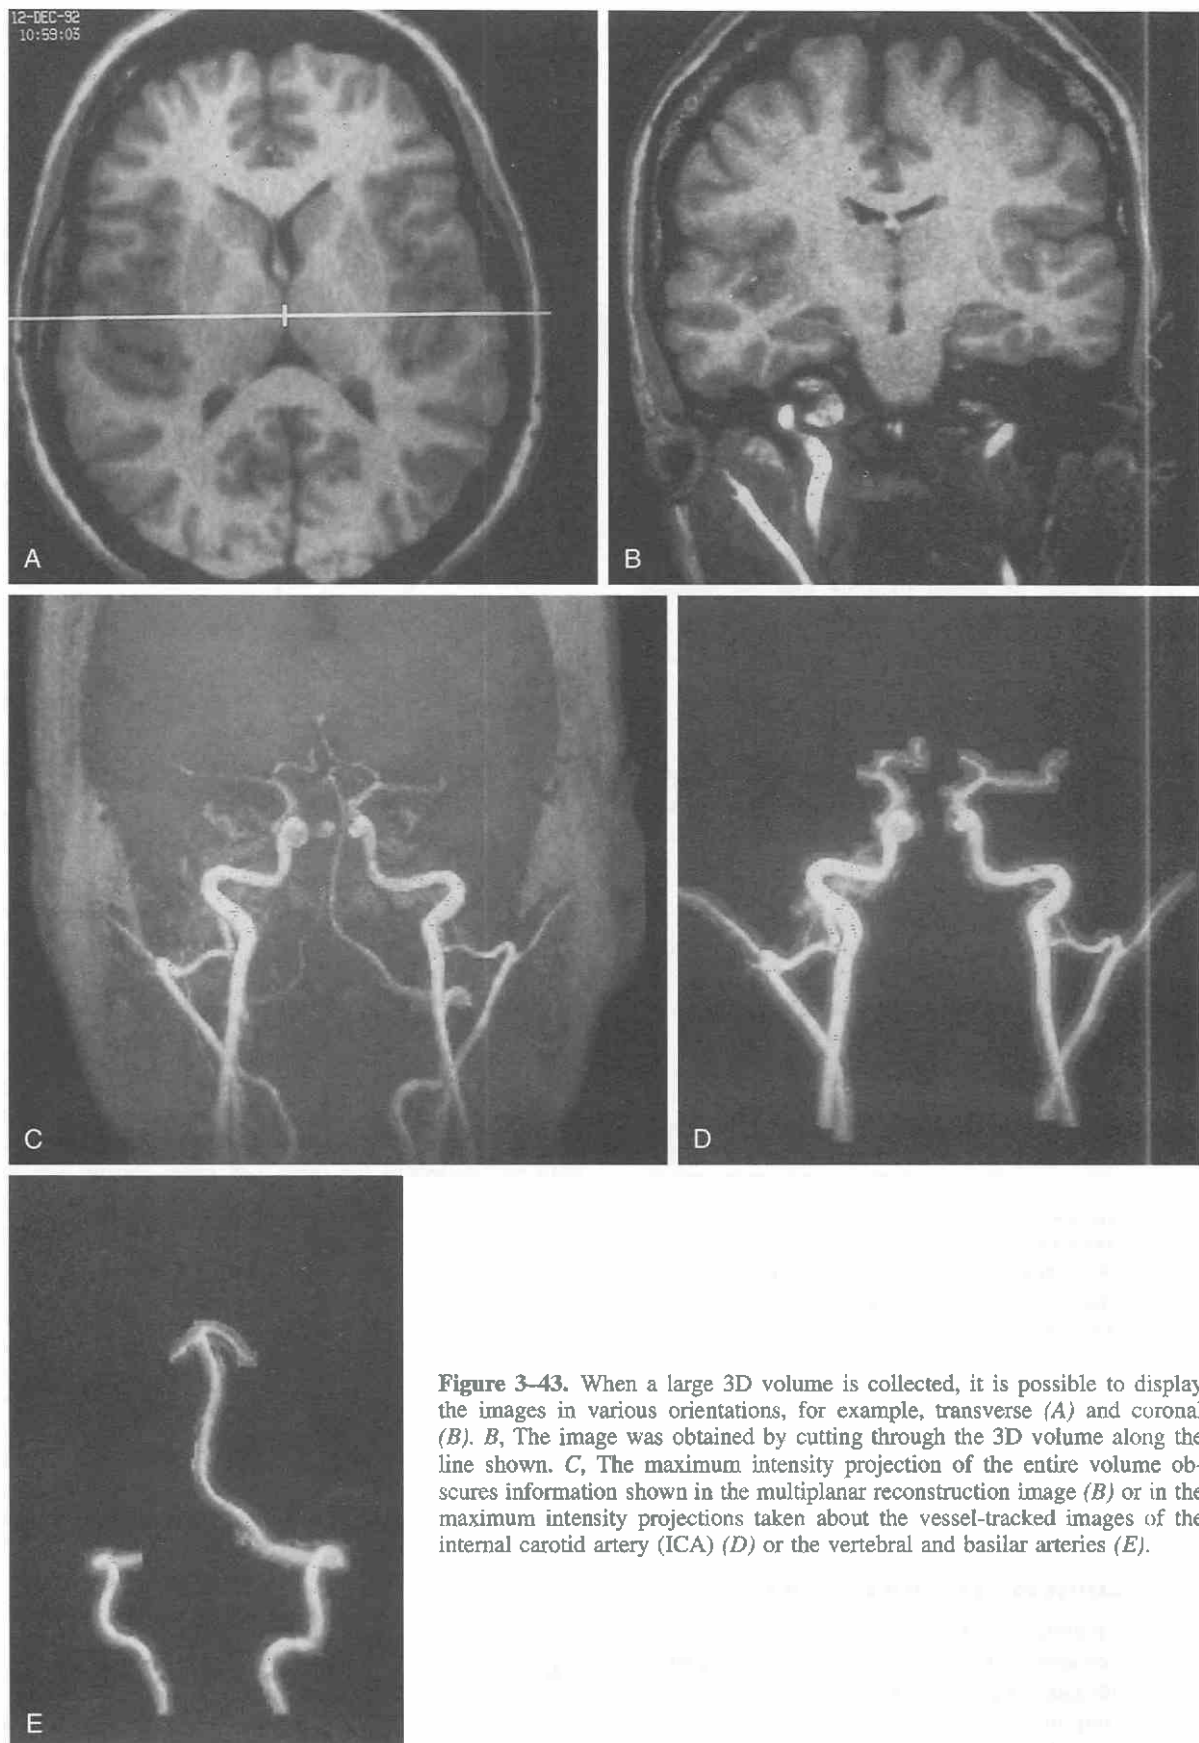 12-DEC-92
10:59:03
A
B
C
D
E
Figure 3–43. When a large 3D volume is collected, it is possible to display
the images in various orientations, for example, transverse (A) and coronal
(B). B, The image was obtained by cutting through the 3D volume along the
line shown. C, The maximum intensity projection of the entire volume ob-
scures information shown in the multiplanar reconstruction image (B) or in the
maximum intensity projections taken about the vessel-tracked images of the
internal carotid artery (ICA) (D) or the vertebral and basilar arteries (E).